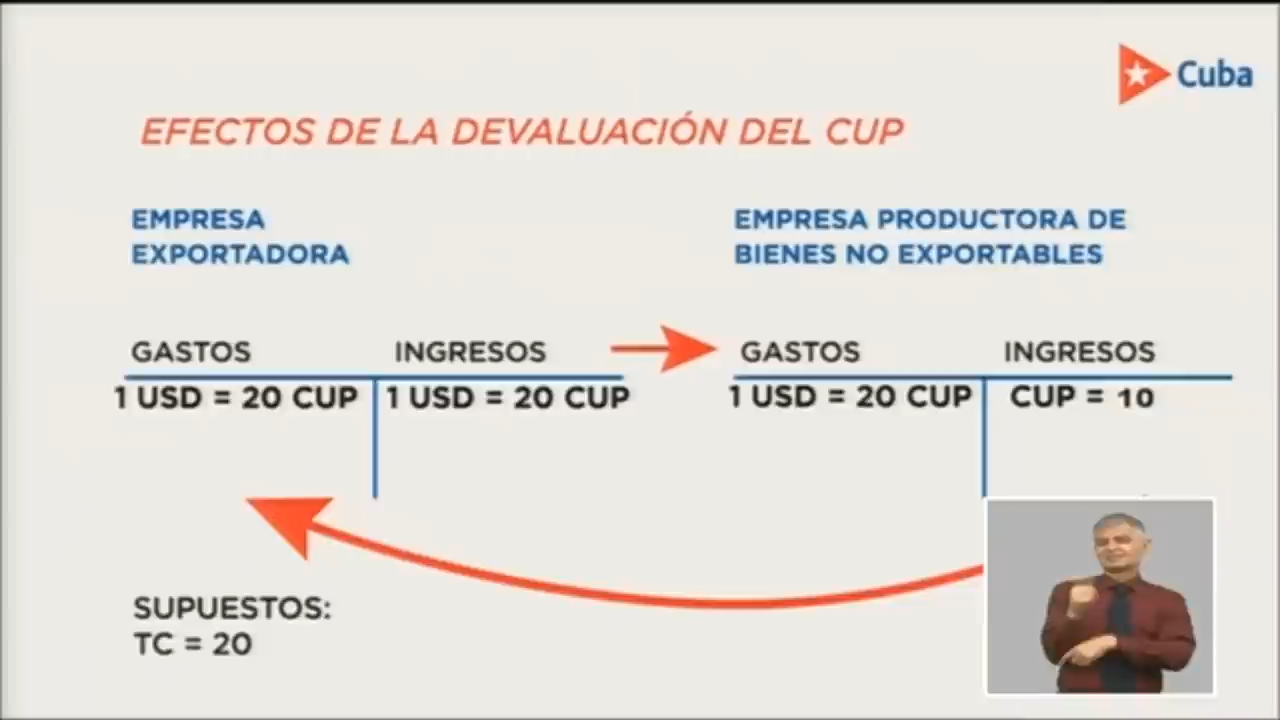 Cuba
EFECTOS DE LA DEVALUACIÓN DEL CUP
EMPRESA
EXPORTADORA
EMPRESA PRODUCTORA DE
BIENES NO EXPORTABLES
GASTOS
INGRESOS
GASTOS
INGRESOS
1 USD = 20 CUP
1 USD = 20 CUP
1 USD = 20 CUP
CUP = 10
SUPUESTOS:
TC = 20